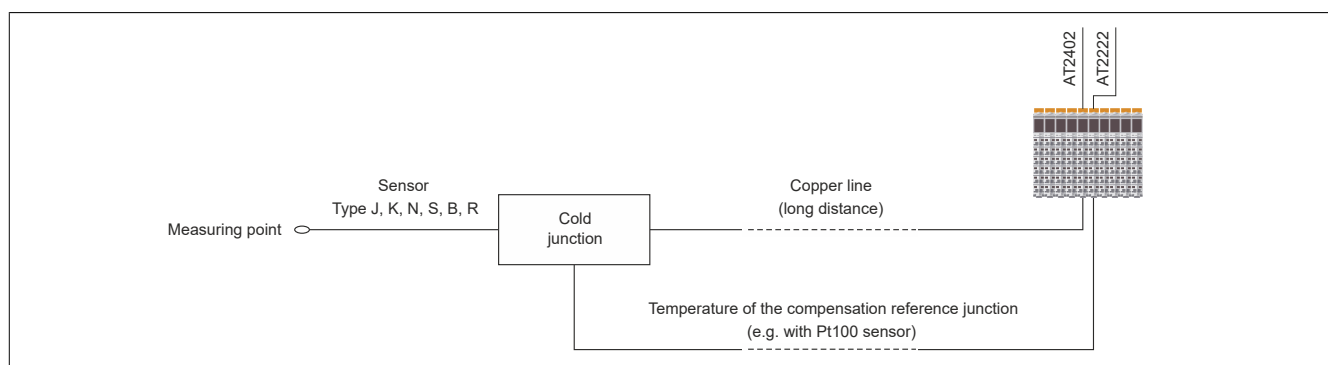 AT2402
AT2222
Sensor
Type J, K, N, S, B, R
Copper line
(long distance)
Measuring point
Cold
junction
Temperature of the compensation reference junction
(e.g. with Pt100 sensor)